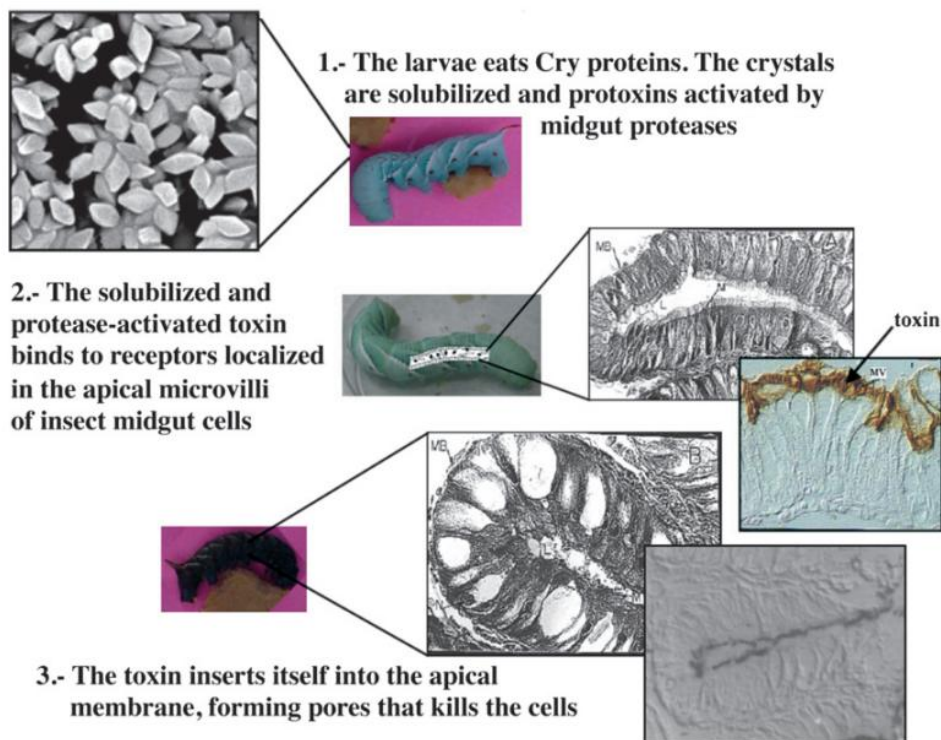 1.- The larvae eats Cry proteins. The crystals
are solubilized and protoxins activated by
midgut proteases
2.- The solubilized and
protease-activated toxin
binds to receptors localized
in the apical microvilli
of insect midgut cells
MB
A
L
M
toxin
MV
MB
B
L
M
3.- The toxin inserts itself into the apical
membrane, forming pores that kills the cells